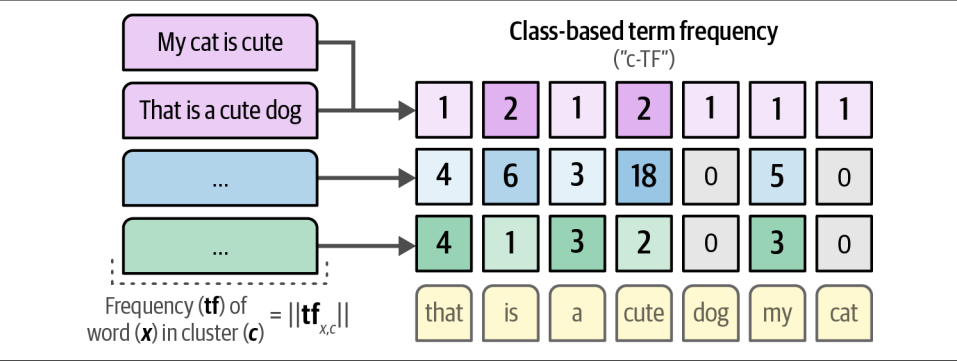 My cat is cute
That is a cute dog
...
...
Frequency (tf) of
word (x) in cluster (c)
= ||tf x,c||
Class-based term frequency
("c-TF")
1 2 1 2 1 1 1
4 6 3 18 0 5 0
4 1 3 2 0 3 0
that is a cute dog my cat